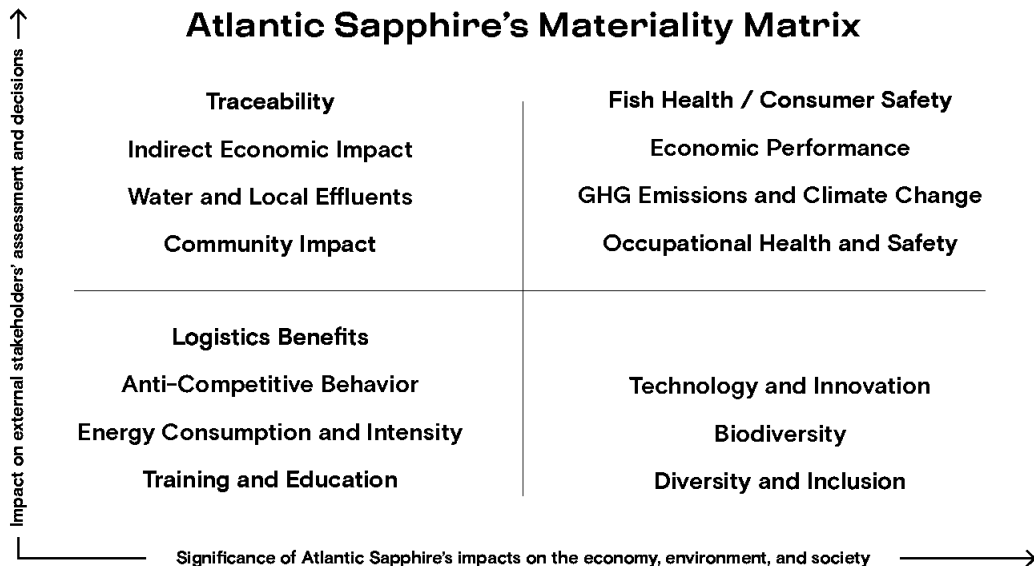 Atlantic Sapphire's Materiality Matrix
Impact on external stakeholders' assessment and decisions
Traceability
Indirect Economic Impact
Water and Local Effluents
Community Impact
Fish Health / Consumer Safety
Economic Performance
GHG Emissions and Climate Change
Occupational Health and Safety
Logistics Benefits
Anti-Competitive Behavior
Energy Consumption and Intensity
Training and Education
Technology and Innovation
Biodiversity
Diversity and Inclusion
Significance of Atlantic Sapphire's impacts on the economy, environment, and society